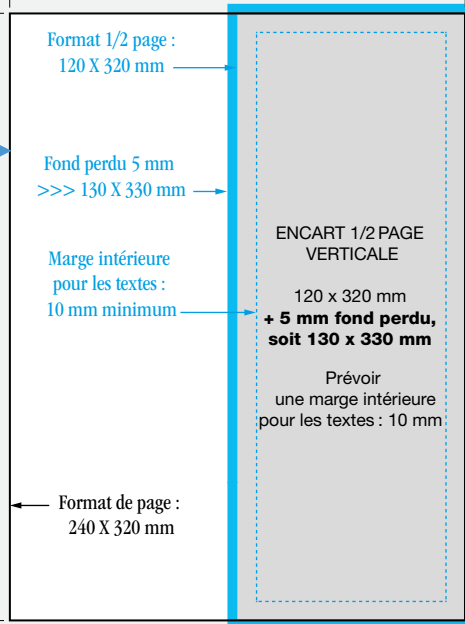 Format 1/2 page :
120 X 320 mm
Fond perdu 5 mm
>>> 130 X 330 mm
Marge intérieure
pour les textes :
10 mm minimum
Format de page :
240 X 320 mm
ENCART 1/2 PAGE
VERTICALE
120 x 320 mm
+ 5 mm fond perdu,
soit 130 x 330 mm
Prévoir
une marge intérieure
pour les textes : 10 mm